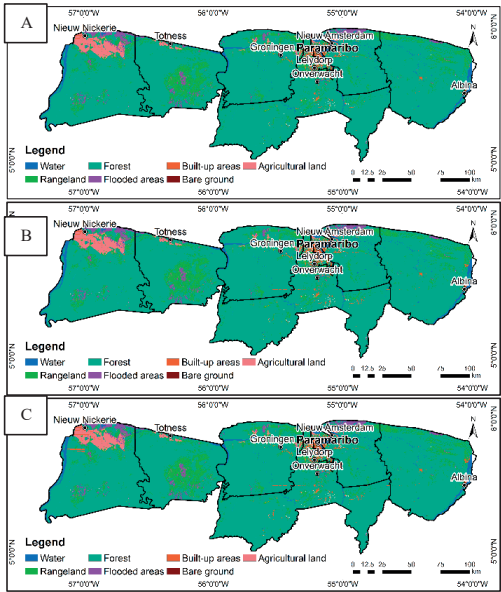 A
57°0'0"W 56°0'0"W 55°0'0"W 54°0'0"W
Nieuw Nickerie
Totness
Groningen
Nieuw Amsterdam
Paramaribo
Lelydorp
Onverwacht
Albina
6°0'0"N
5°0'0"N
5°0'0"N
N
Legend
Water Forest Built-up areas Agricultural land
Rangeland Flooded areas Bare ground
0 12.5 25 50 75 100
km
57°0'0"W 56°0'0"W 55°0'0"W 54°0'0"W
B
Nieuw Nickerie
Totness
Groningen
Nieuw Amsterdam
Paramaribo
Lelydorp
Onverwacht
Albina
6°0'0"N
5°0'0"N
5°0'0"N
N
Legend
Water Forest Built-up areas Agricultural land
Rangeland Flooded areas Bare ground
0 12.5 25 50 75 100
km
57°0'0"W 56°0'0"W 55°0'0"W 54°0'0"W
C
Nieuw Nickerie
Totness
Groningen
Nieuw Amsterdam
Paramaribo
Lelydorp
Onverwacht
Albina
6°0'0"N
5°0'0"N
5°0'0"N
N
Legend
Water Forest Built-up areas Agricultural land
Rangeland Flooded areas Bare ground
0 12.5 25 50 75 100
km
57°0'0"W 56°0'0"W 55°0'0"W 54°0'0"W